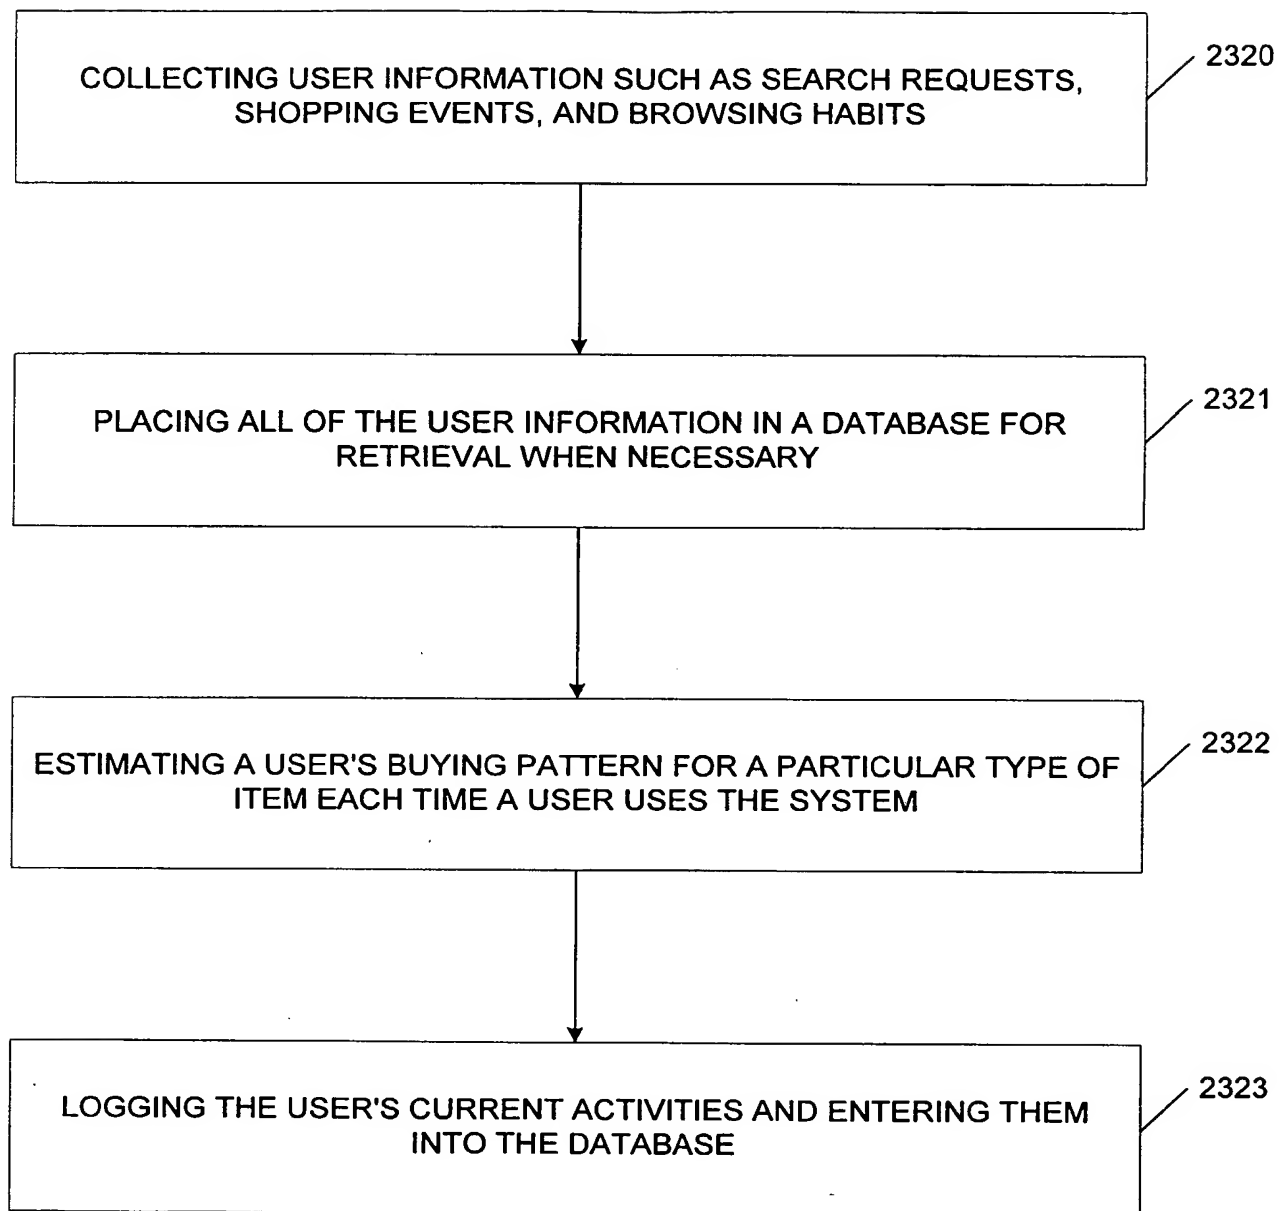 COLLECTING USER INFORMATION SUCH AS SEARCH REQUESTS,
SHOPPING EVENTS, AND BROWSING HABITS
2320
PLACING ALL OF THE USER INFORMATION IN A DATABASE FOR
RETRIEVAL WHEN NECESSARY
2321
ESTIMATING A USER'S BUYING PATTERN FOR A PARTICULAR TYPE OF
ITEM EACH TIME A USER USES THE SYSTEM
2322
LOGGING THE USER'S CURRENT ACTIVITIES AND ENTERING THEM
INTO THE DATABASE
2323